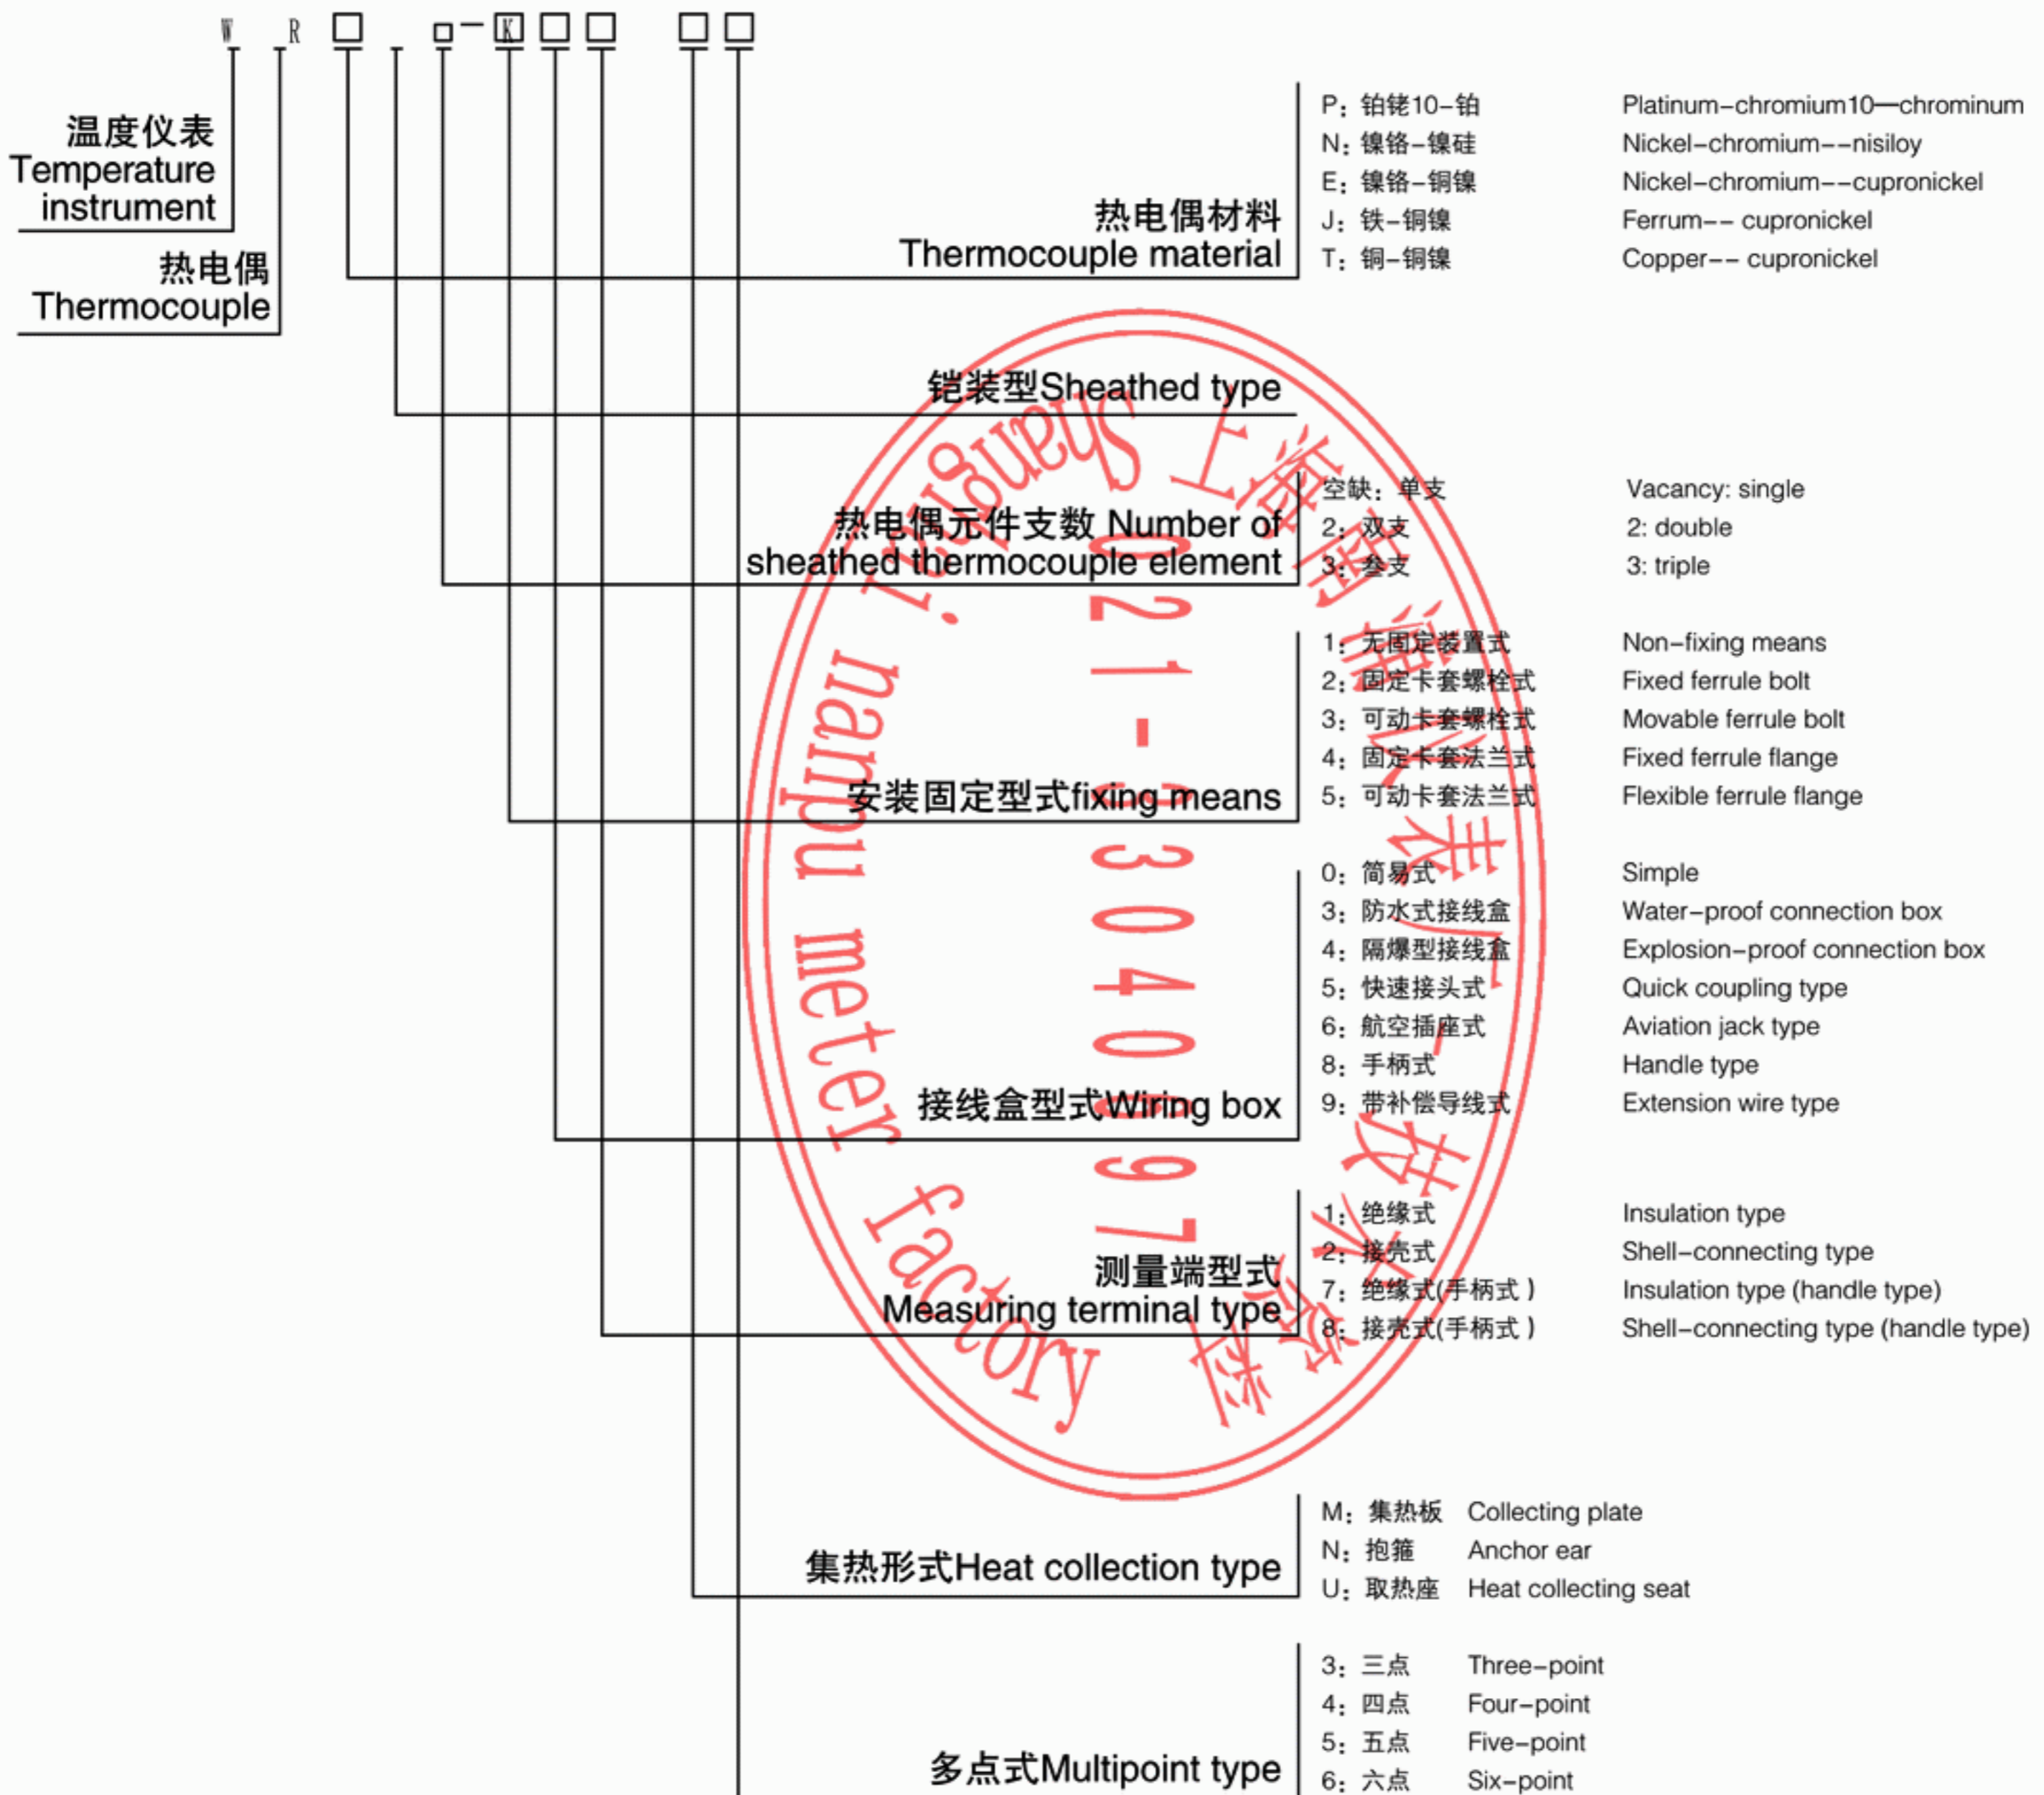 W R □ □-K□□ □□
温度仪表
Temperature
instrument
热电偶
Thermocouple
热电偶材料
Thermocouple material
P: 铂铑10-铂 Platinum-chromium10—chrominum
N: 镍铬-镍硅 Nickel-chromium--nisiloy
E: 镍铬-铜镍 Nickel-chromium--cupronickel
J: 铁-铜镍 Ferrum-- cupronickel
T: 铜-铜镍 Copper-- cupronickel
铠装型Sheathed type
热电偶元件支数 Number of
sheathed thermocouple element
空缺: 单支 Vacancy: single
2: 双支 2: double
3: 叁支 3: triple
安装固定型式fixing means
1: 无固定装置式 Non-fixing means
2: 固定卡套螺栓式 Fixed ferrule bolt
3: 可动卡套螺栓式 Movable ferrule bolt
4: 固定卡套法兰式 Fixed ferrule flange
5: 可动卡套法兰式 Flexible ferrule flange
接线盒型式Wiring box
0: 简易式 Simple
3: 防水式接线盒 Water-proof connection box
4: 隔爆型接线盒 Explosion-proof connection box
5: 快速接头式 Quick coupling type
6: 航空插座式 Aviation jack type
8: 手柄式 Handle type
9: 带补偿导线式 Extension wire type
测量端型式
Measuring terminal type
1: 绝缘式 Insulation type
2: 接壳式 Shell-connecting type
7: 绝缘式(手柄式) Insulation type (handle type)
8: 接壳式(手柄式) Shell-connecting type (handle type)
集热形式Heat collection type
M: 集热板 Collecting plate
N: 抱箍 Anchor ear
U: 取热座 Heat collecting seat
多点式Multipoint type
3: 三点 Three-point
4: 四点 Four-point
5: 五点 Five-point
6: 六点 Six-point
上海南浦仪表厂-技术资料
021-33040697
Shanghai. nanpu meter factory